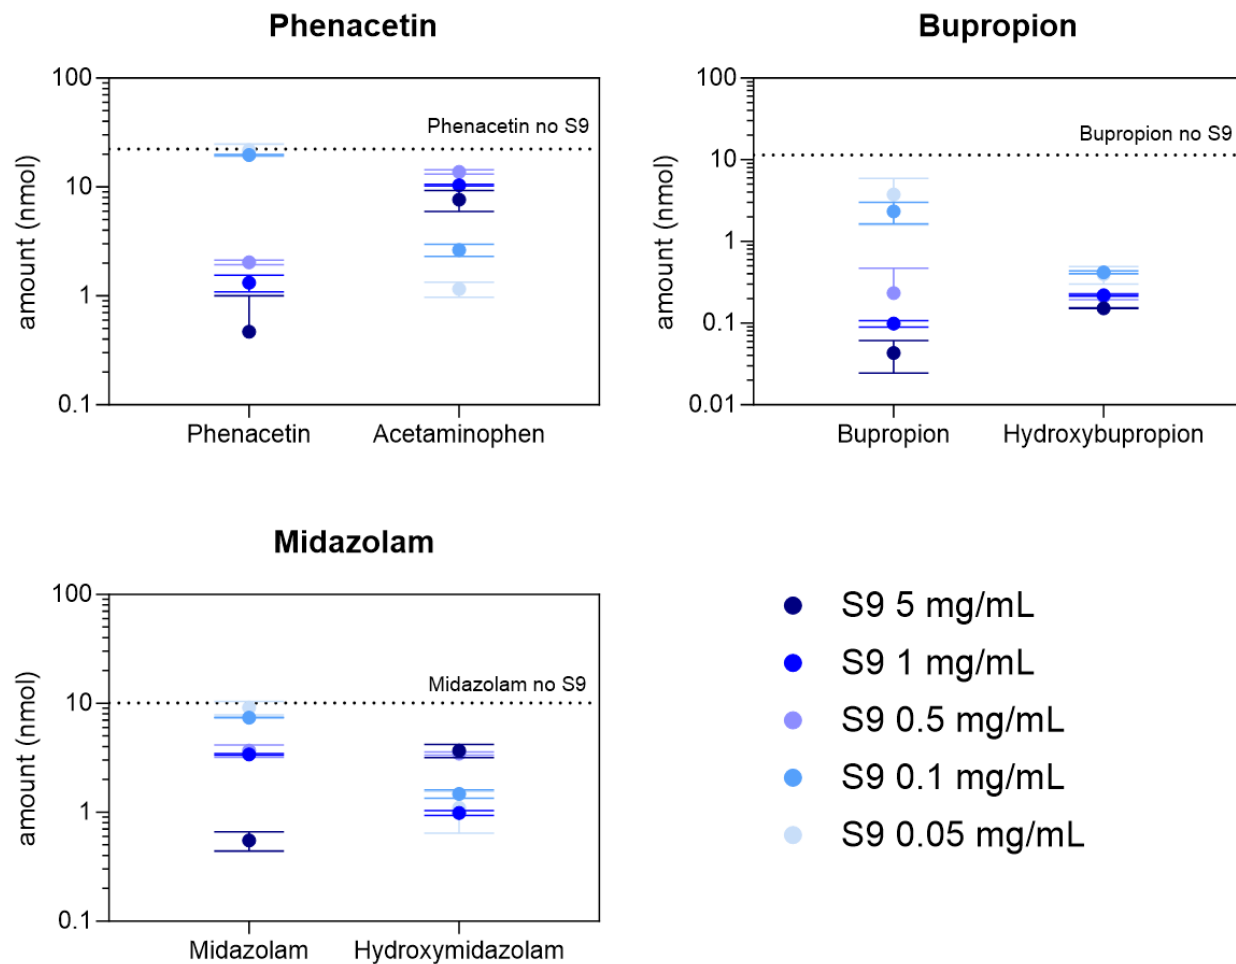 Phenacetin
100
10
1
0.1
amount (nmol)
Phenacetin no S9
Phenacetin
Acetaminophen
Bupropion
100
10
1
0.1
0.01
amount (nmol)
Bupropion no S9
Bupropion
Hydroxybupropion
Midazolam
100
10
1
0.1
amount (nmol)
Midazolam no S9
Midazolam
Hydroxymidazolam
S9 5 mg/mL
S9 1 mg/mL
S9 0.5 mg/mL
S9 0.1 mg/mL
S9 0.05 mg/mL